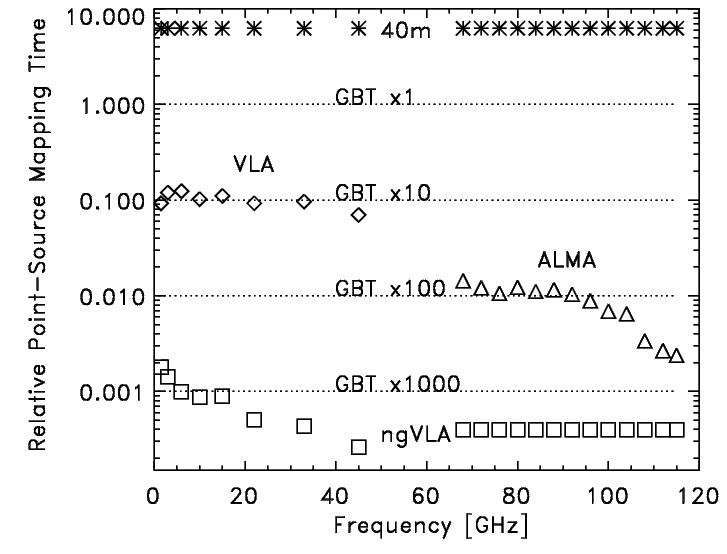 10.000
40m
Relative Point-Source Mapping Time
1.000
GBT x1
VLA
0.100
GBT x10
ALMA
0.010
GBT x100
0.001
GBT x1000
ngVLA
0 20 40 60 80 100 120
Frequency [GHz]